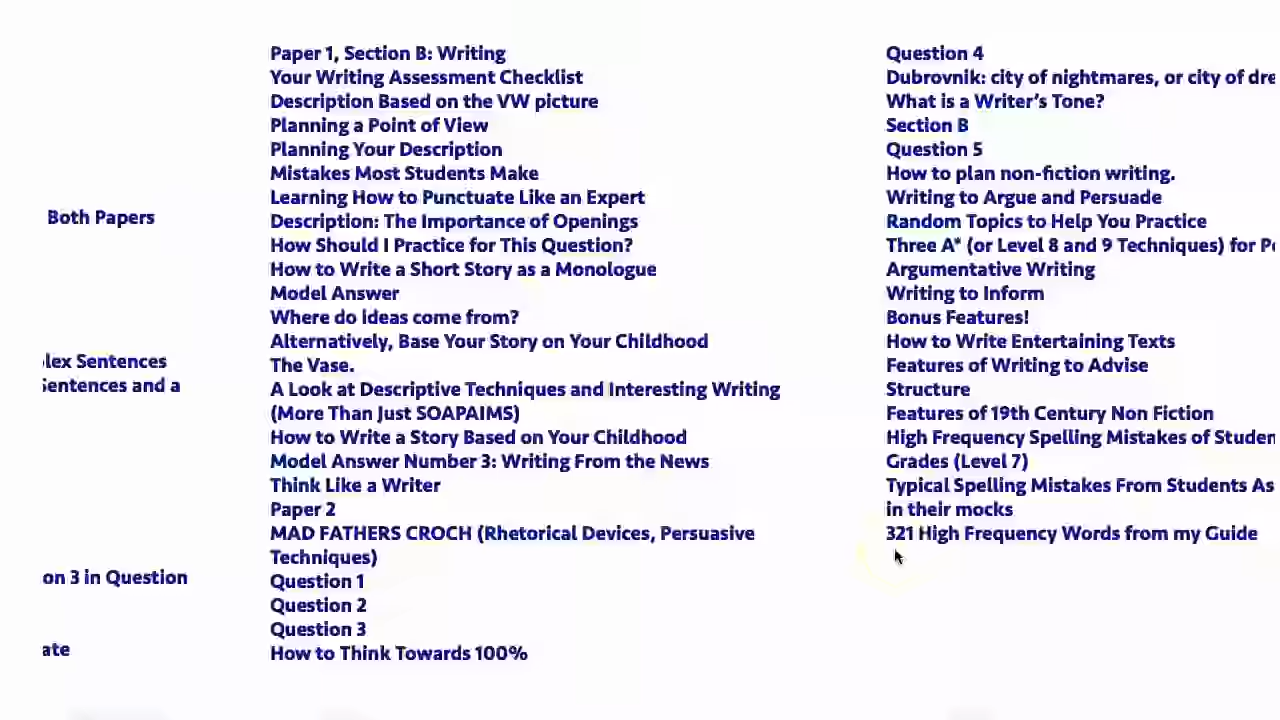 Both Papers
Sentences
Sentences and a
on 3 in Question
Paper 1, Section B: Writing
Your Writing Assessment Checklist
Description Based on the VW picture
Planning a Point of View
Planning Your Description
Mistakes Most Students Make
Learning How to Punctuate Like an Expert
Description: The Importance of Openings
How Should I Practice for This Question?
How to Write a Short Story as a Monologue
Model Answer
Where do ideas come from?
Alternatively, Base Your Story on Your Childhood
The Vase.
A Look at Descriptive Techniques and Interesting Writing
(More Than Just SOAPAIMS)
How to Write a Story Based on Your Childhood
Model Answer Number 3: Writing From the News
Think Like a Writer
Paper 2
MAD FATHERS CROCH (Rhetorical Devices, Persuasive
Techniques)
Question 1
Question 2
Question 3
How to Think Towards 100%
Question 4
Dubrovnik: city of nightmares, or city of
What is a Writer's Tone?
Section B
Question 5
How to plan non-fiction writing.
Writing to Argue and Persuade
Random Topics to Help You Practice
Three A* (or Level 8 and 9 Techniques) for
Argumentative Writing
Writing to Inform
Bonus Features!
How to Write Entertaining Texts
Features of Writing to Advise
Structure
Features of 19th Century Non Fiction
High Frequency Spelling Mistakes of
Grades (Level 7)
Typical Spelling Mistakes From Students
in their mocks
321 High Frequency Words from my Guide